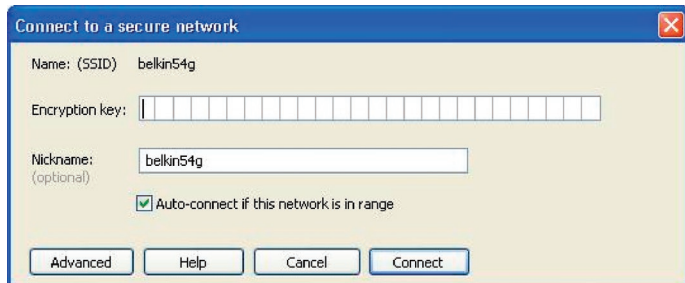 Connect to a secure network
Name: (SSID) belkin54g
Encryption key:
Nickname: belkin54g
(optional)
Auto-connect if this network is in range
Advanced Help Cancel Connect